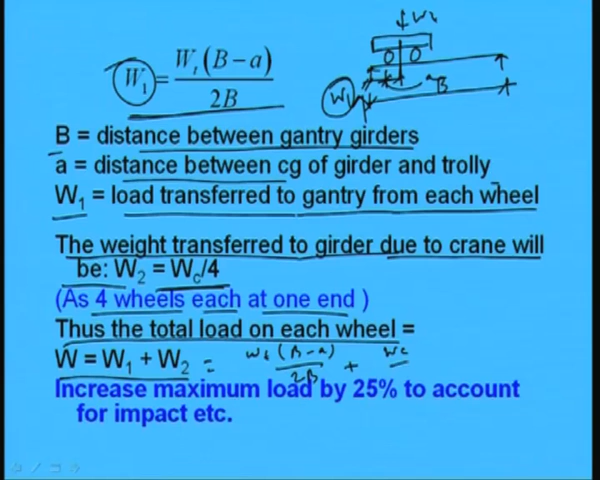 W₁ = Wₜ(B−a) / 2B
B = distance between gantry girders
a = distance between cg of girder and trolly
W₁ = load transferred to gantry from each wheel
The weight transferred to girder due to crane will
be: W₂ = W꜀/4
(As 4 wheels each at one end )
Thus the total load on each wheel =
W = W₁ + W₂ = Wₜ(B−a) / 2B + Wc
Increase maximum load by 25% to account
for impact etc.
W₁
B